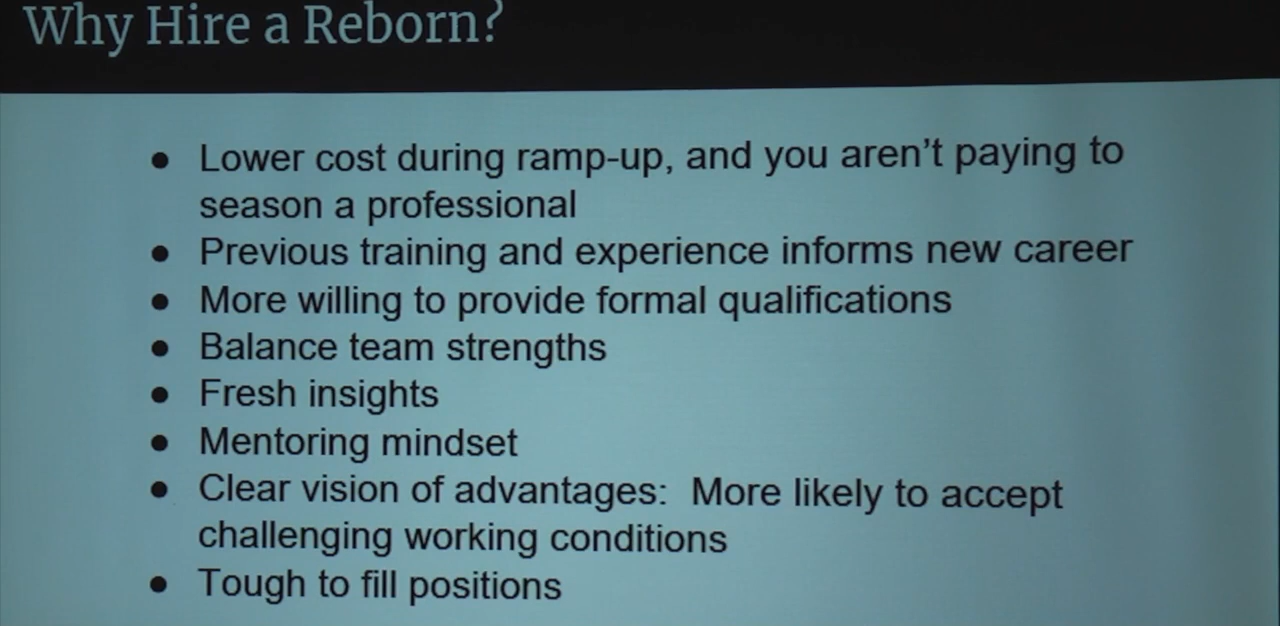 Why Hire a Reborn?
● Lower cost during ramp-up, and you aren't paying to
season a professional
● Previous training and experience informs new career
● More willing to provide formal qualifications
● Balance team strengths
● Fresh insights
● Mentoring mindset
● Clear vision of advantages:  More likely to accept
challenging working conditions
● Tough to fill positions